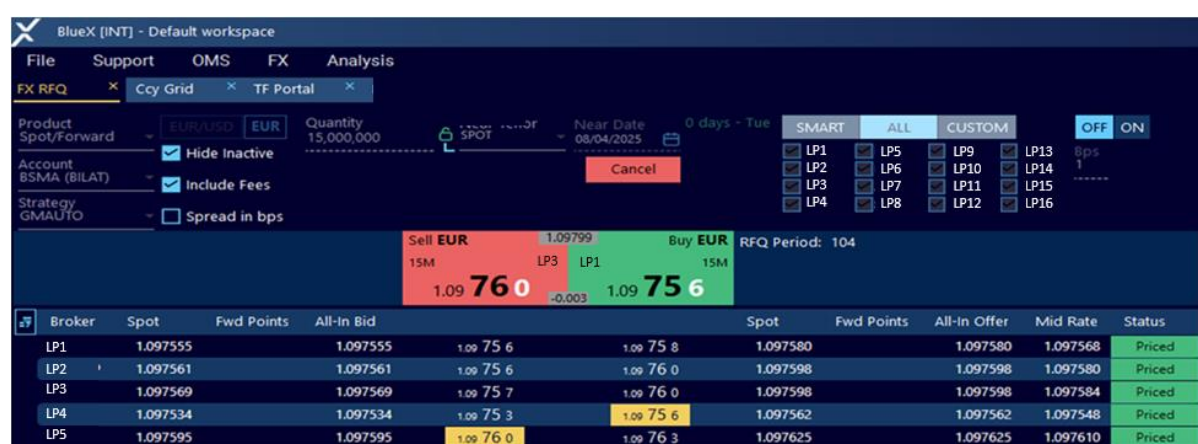 BlueX [INT] - Default workspace
File Support OMS FX Analysis
FX RFQ × Ccy Grid × TF Portal ×
Product
Spot/Forward
EUR/USD EUR
Quantity
15,000,000
SPOT
Near Date
08/04/2025
0 days - Tue
SMART ALL CUSTOM
OFF ON
Hide Inactive
LP1 LP5 LP9 LP13
Bps
1
Account
BSMA (BILAT)
Include Fees
Cancel
LP2 LP6 LP10 LP14
LP3 LP7 LP11 LP15
Strategy
GMAUTO
Spread in bps
LP4 LP8 LP12 LP16
Sell EUR 1.09799 Buy EUR RFQ Period: 104
15M LP3 LP1 15M
1.09 76 0 -0.003 1.09 75 6
Broker Spot Fwd Points All-In Bid Spot Fwd Points All-In Offer Mid Rate Status
LP1 1.097555 1.097555 1.09 75 6 1.09 75 8 1.097580 1.097580 1.097568 Priced
LP2 1.097561 1.097561 1.09 75 6 1.09 76 0 1.097598 1.097598 1.097580 Priced
LP3 1.097569 1.097569 1.09 75 7 1.09 76 0 1.097598 1.097598 1.097584 Priced
LP4 1.097534 1.097534 1.09 75 3 1.09 75 6 1.097562 1.097562 1.097548 Priced
LP5 1.097595 1.097595 1.09 76 0 1.09 76 3 1.097625 1.097625 1.097610 Priced